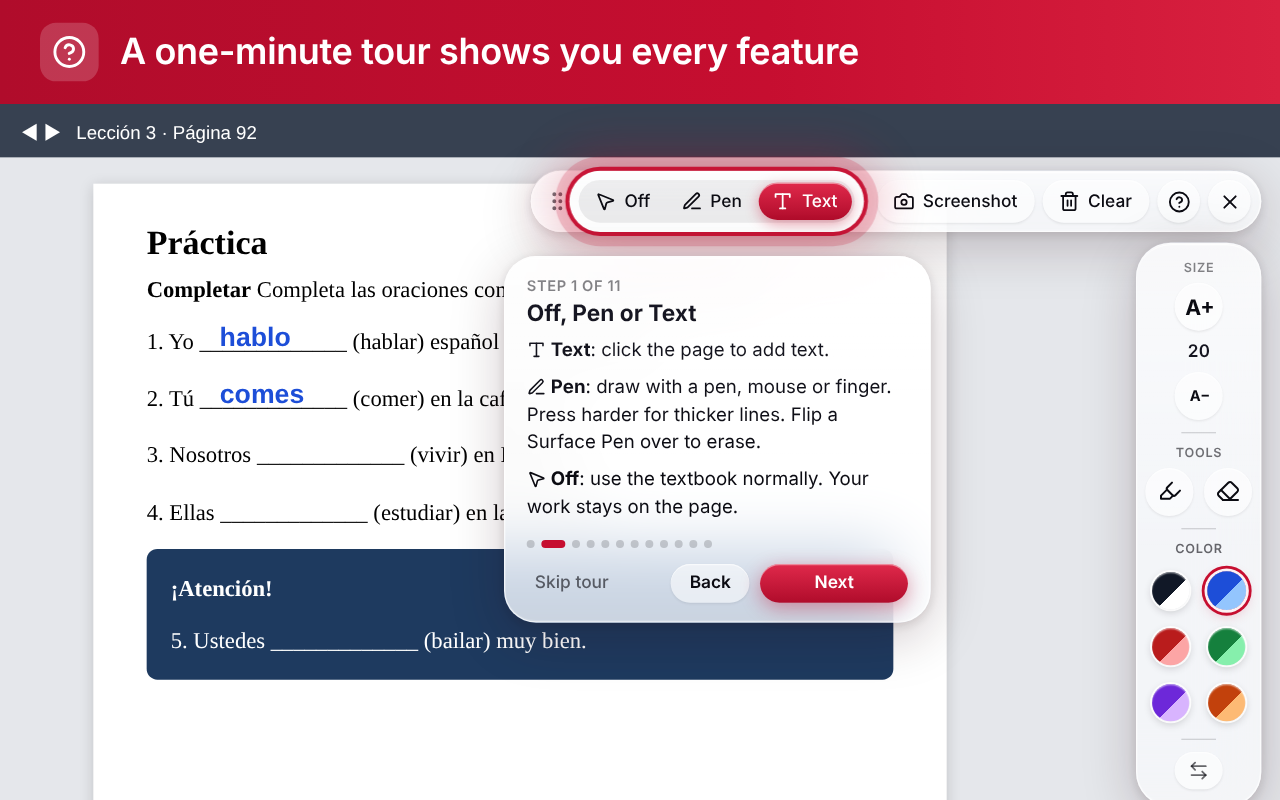 A one-minute tour shows you every feature
Lección 3 · Página 92
Off Pen Text Screenshot Clear
Práctica
Completar Completa las oraciones con
1. Yo hablo (hablar) español
2. Tú comes (comer) en la caf
3. Nosotros _____________ (vivir) en
4. Ellas _____________ (estudiar) en la
¡Atención!
5. Ustedes _____________ (bailar) muy bien.
STEP 1 OF 11
Off, Pen or Text
Text: click the page to add text.
Pen: draw with a pen, mouse or finger.
Press harder for thicker lines. Flip a
Surface Pen over to erase.
Off: use the textbook normally. Your
work stays on the page.
Skip tour Back Next
SIZE
A+
20
A−
TOOLS
COLOR